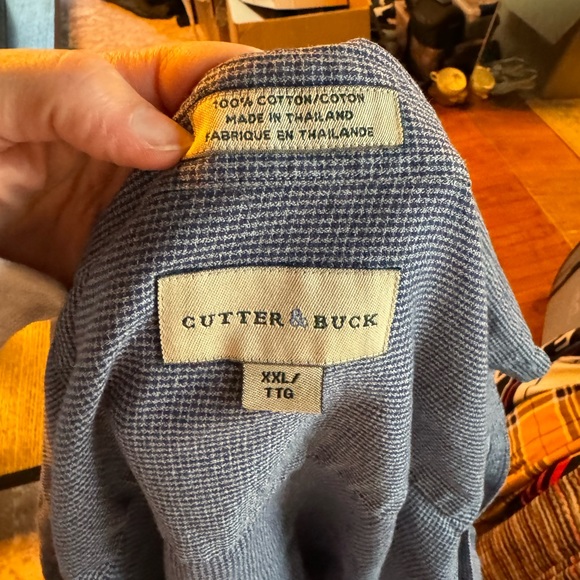 100% COTTON/COTON
MADE IN THAILAND
FABRIQUE EN THAILANDE
CUTTER & BUCK
XXL/
TTG